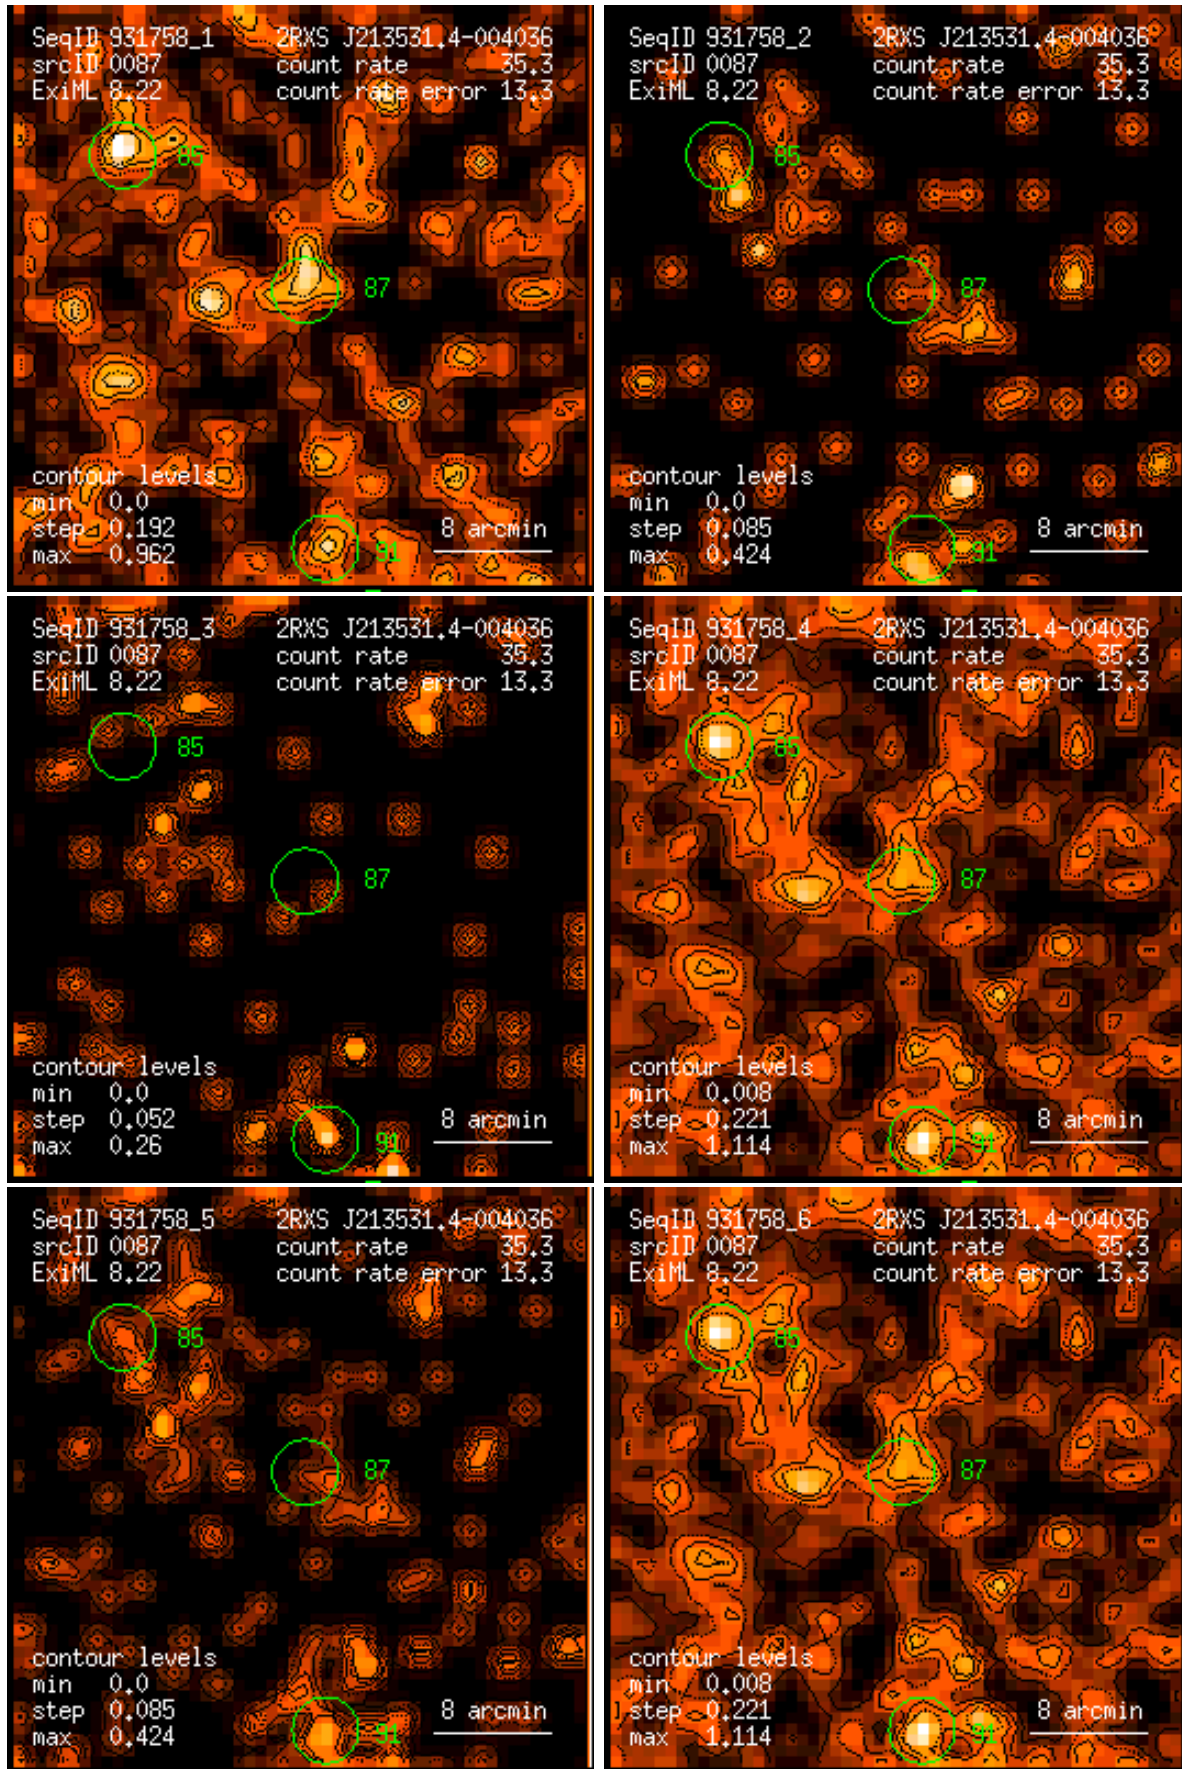 SeqID 931758_1 2RXS J213531.4-004036
srcID 0087 count rate 35.3
ExiML 8.22 count rate error 13.3
85
87
contour levels
min 0.0
step 0.192 8 arcmin
max 0.962 91
SeqID 931758_2 2RXS J213531.4-004036
srcID 0087 count rate 35.3
ExiML 8.22 count rate error 13.3
85
87
contour levels
min 0.0
step 0.085 8 arcmin
max 0.424 91
SeqID 931758_3 2RXS J213531.4-004036
srcID 0087 count rate 35.3
ExiML 8.22 count rate error 13.3
85
87
contour levels
min 0.0
step 0.052 8 arcmin
max 0.26 91
SeqID 931758_4 2RXS J213531.4-004036
srcID 0087 count rate 35.3
ExiML 8.22 count rate error 13.3
85
87
contour levels
min 0.008
step 0.221 8 arcmin
max 1.114 91
SeqID 931758_5 2RXS J213531.4-004036
srcID 0087 count rate 35.3
ExiML 8.22 count rate error 13.3
85
87
contour levels
min 0.0
step 0.085 8 arcmin
max 0.424 91
SeqID 931758_6 2RXS J213531.4-004036
srcID 0087 count rate 35.3
ExiML 8.22 count rate error 13.3
85
87
contour levels
min 0.008
step 0.221 8 arcmin
max 1.114 91